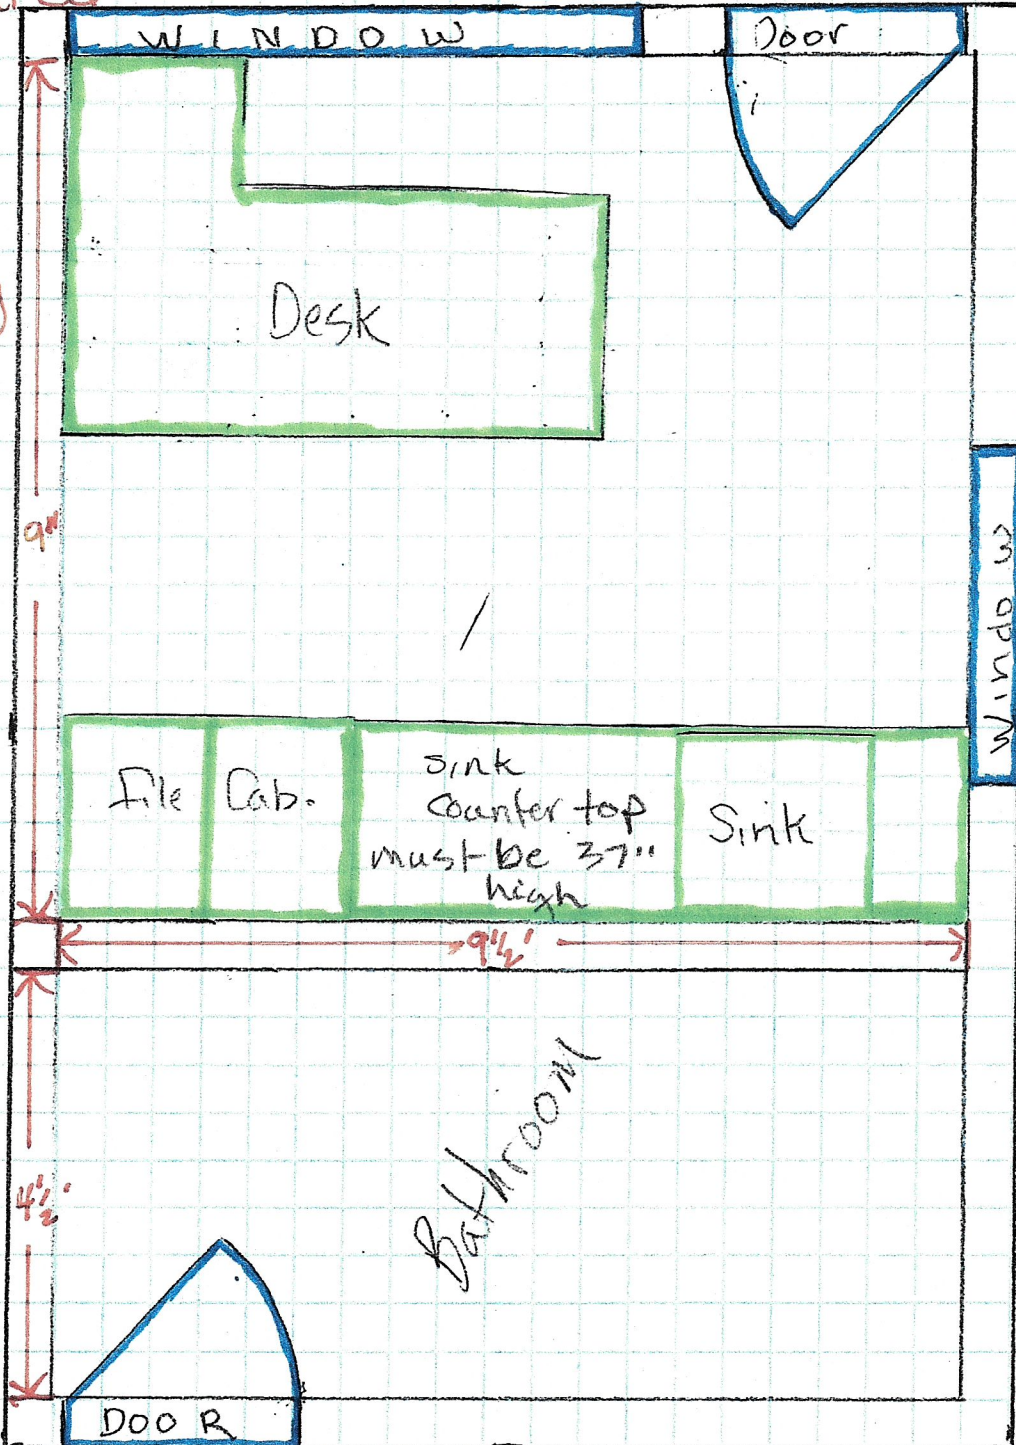 WINDOW
Door
Desk
9"
Window
file Cab.
sink
counter top
must be 37"
high
Sink
9½'
4½'
Bathroom
DOOR